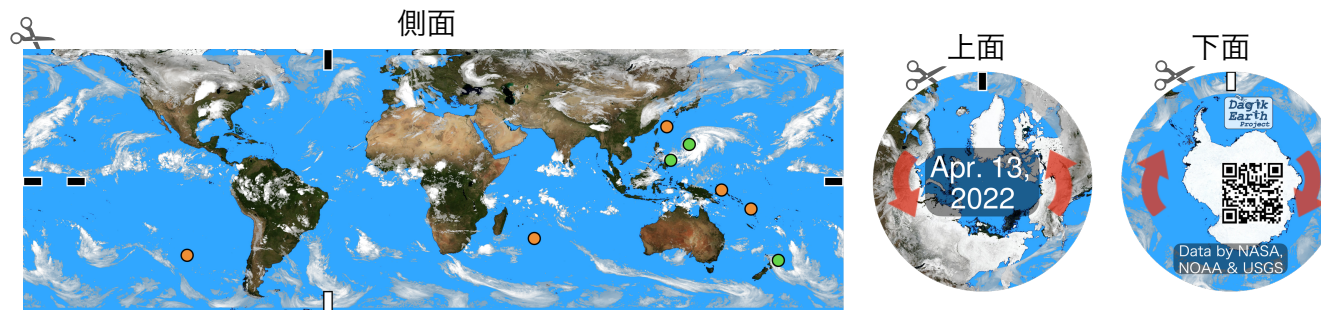 側面
上面
下面
Apr. 13,
2022
Dagik
Earth
Project
Data by NASA,
NOAA & USGS